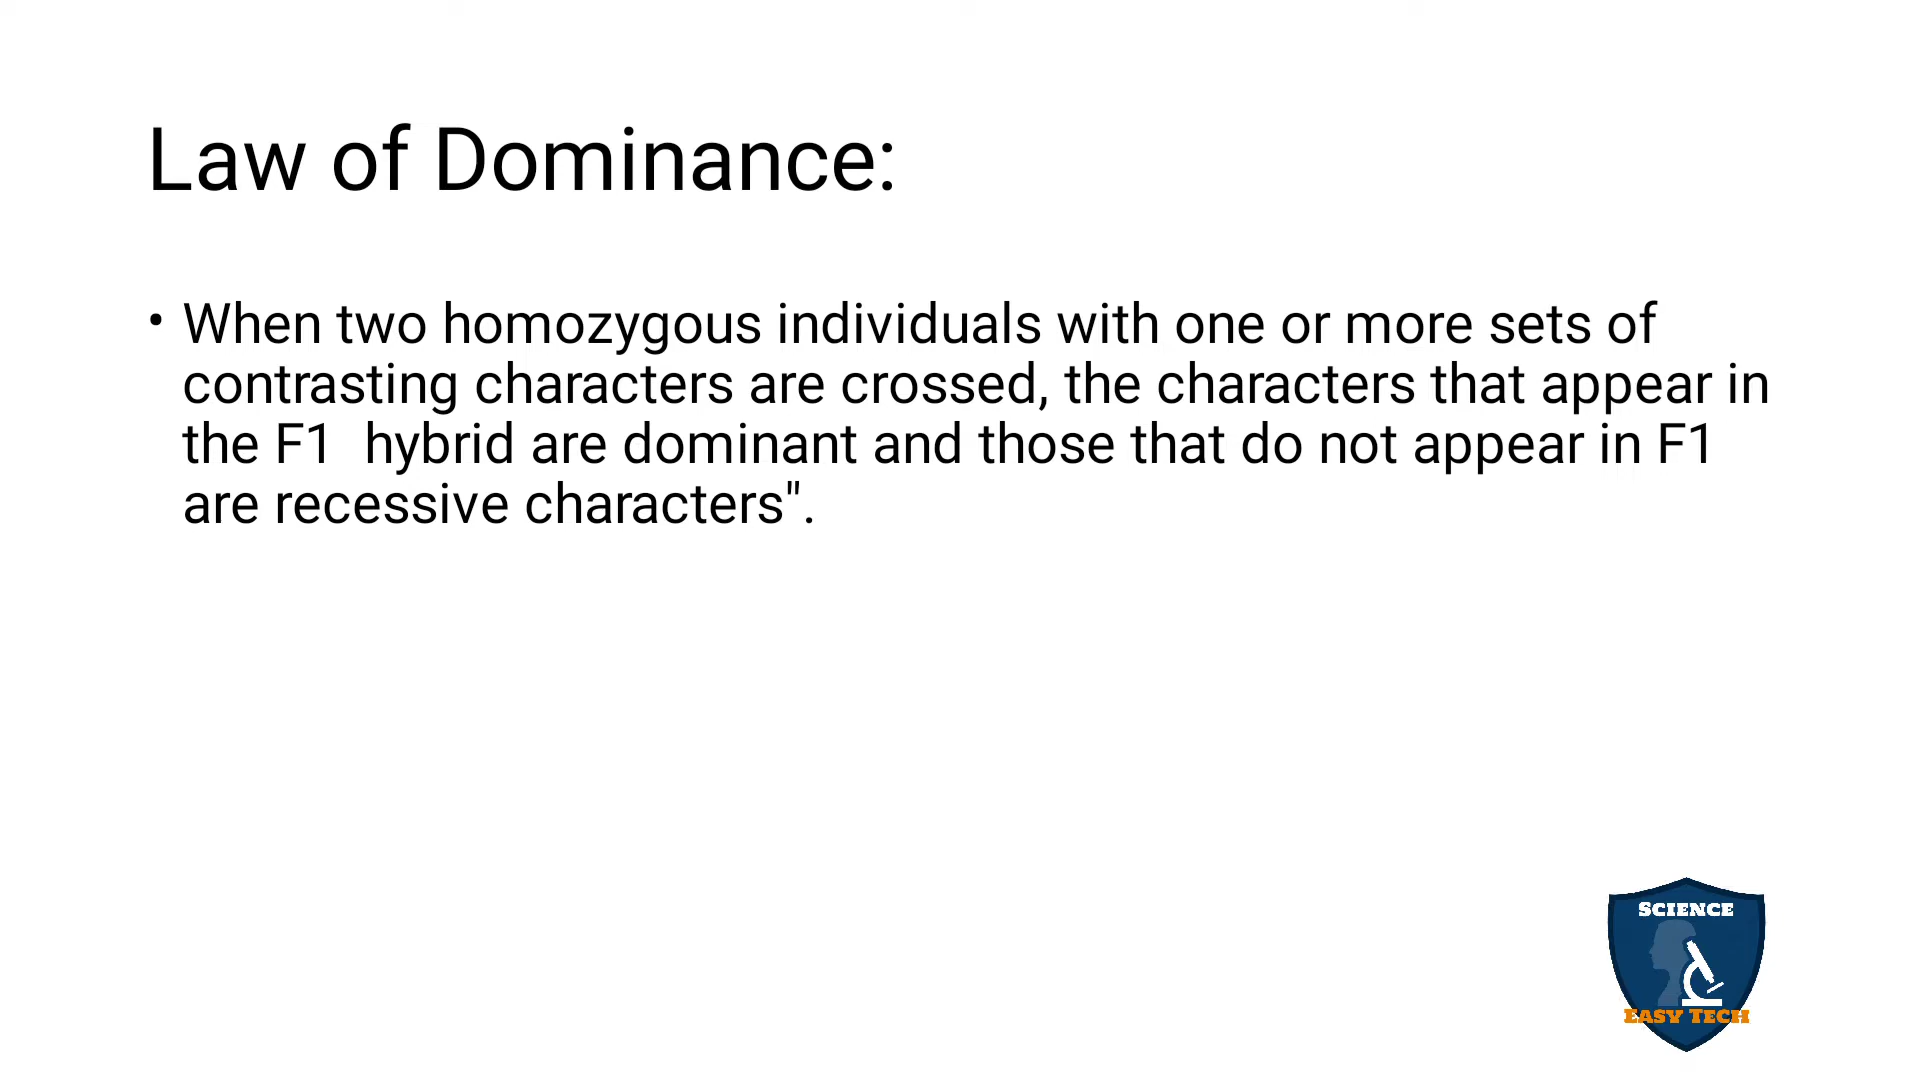 Law of Dominance:
• When two homozygous individuals with one or more sets of
contrasting characters are crossed, the characters that appear in
the F1  hybrid are dominant and those that do not appear in F1
are recessive characters".
SCIENCE
EASY TECH